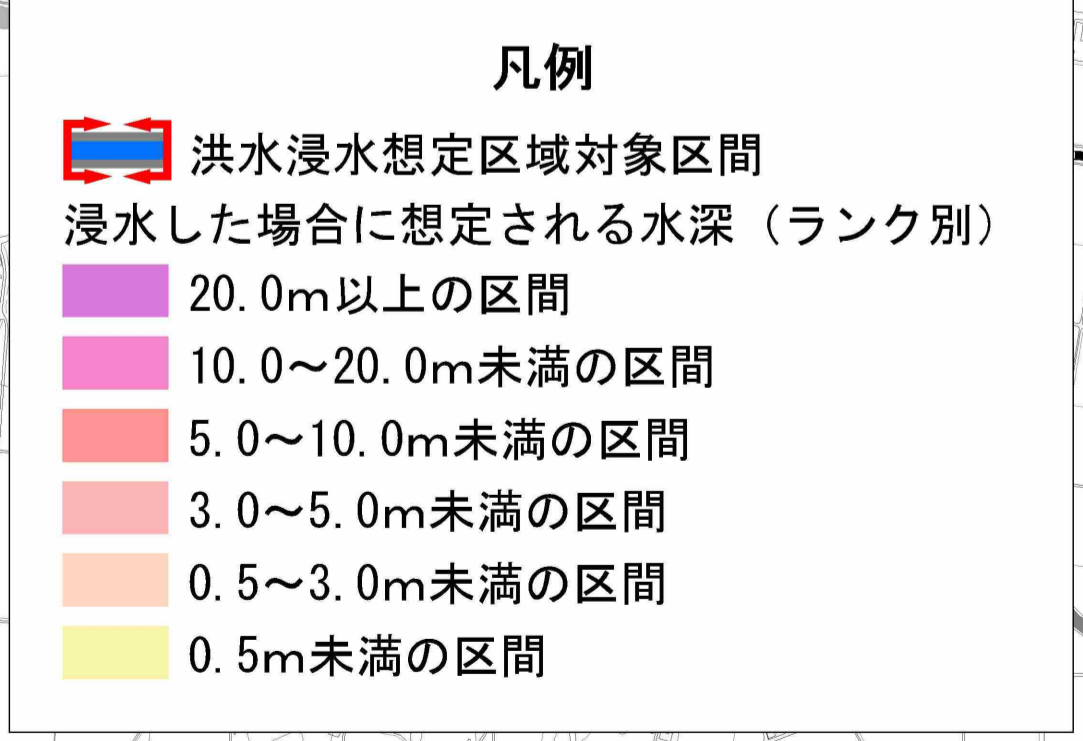 凡例
洪水浸水想定区域対象区間
浸水した場合に想定される水深（ランク別）
20.0m以上の区間
10.0～20.0m未満の区間
5.0～10.0m未満の区間
3.0～5.0m未満の区間
0.5～3.0m未満の区間
0.5m未満の区間